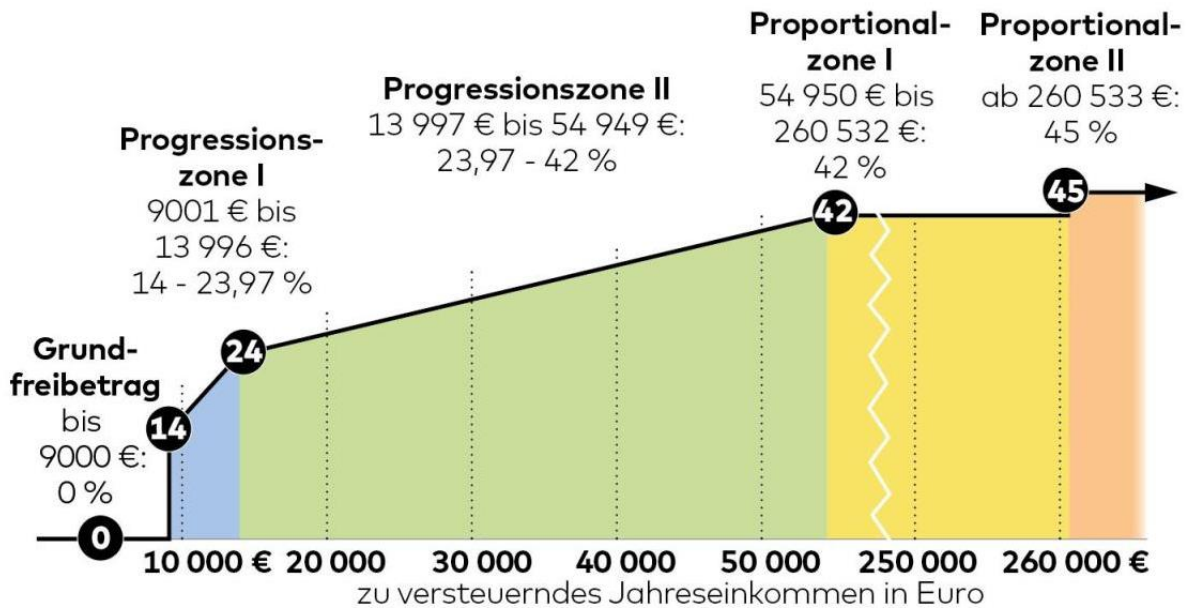 Grund-
freibetrag
bis
9000 €:
0 %
Progressions-
zone I
9001 € bis
13 996 €:
14 - 23,97 %
Progressionszone II
13 997 € bis 54 949 €:
23,97 - 42 %
Proportional-
zone I
54 950 € bis
260 532 €:
42 %
Proportional-
zone II
ab 260 533 €:
45 %
0
14
24
42
45
10 000 € 20 000 30 000 40 000 50 000 250 000 260 000
zu versteuerndes Jahreseinkommen in Euro